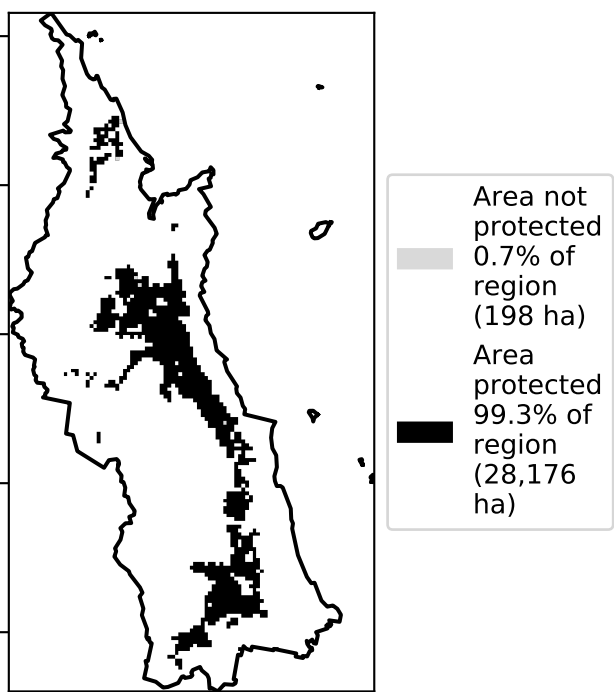 Area not
protected
0.7% of
region
(198 ha)
Area
protected
99.3% of
region
(28,176
ha)